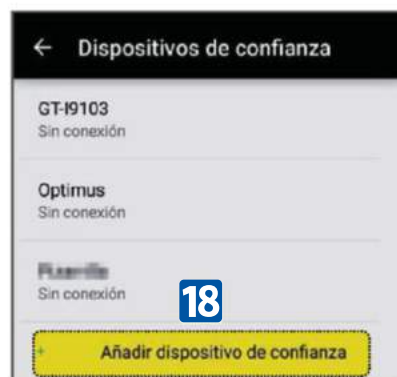 ← Dispositivos de confianza
GT-I9103
Sin conexión
Optimus
Sin conexión
Sin conexión
18
+ Añadir dispositivo de confianza